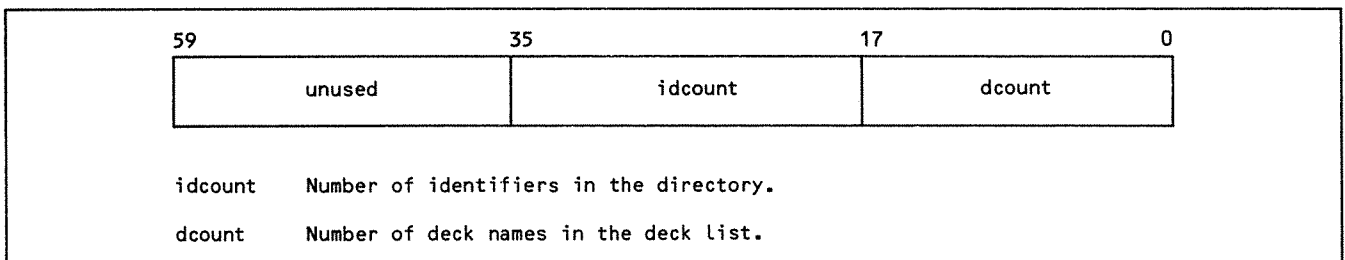 59 35 17 0
unused idcount dcount
idcount Number of identifiers in the directory.
dcount Number of deck names in the deck list.